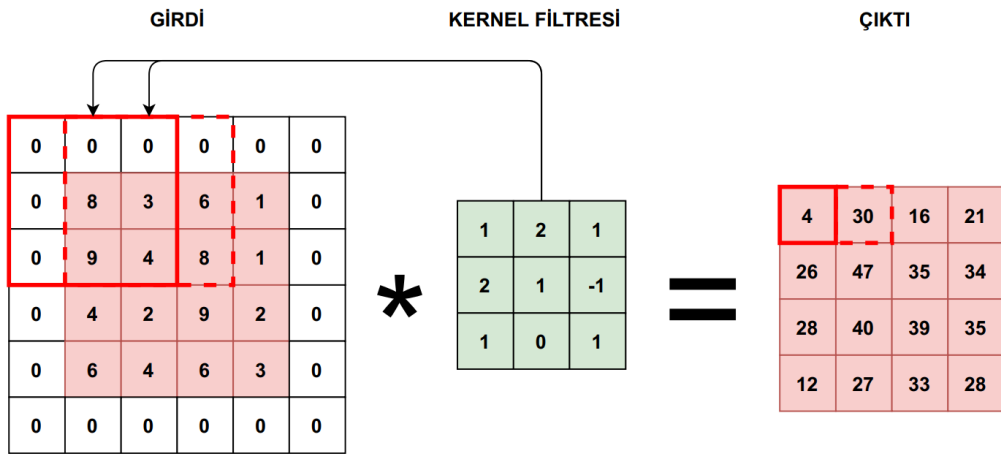 GİRDİ KERNEL FİLTRESİ ÇIKTI
0 0 0 0 0 0
0 8 3 6 1 0
0 9 4 8 1 0
0 4 2 9 2 0
0 6 4 6 3 0
0 0 0 0 0 0
*
1 2 1
2 1 -1
1 0 1
=
4 30 16 21
26 47 35 34
28 40 39 35
12 27 33 28